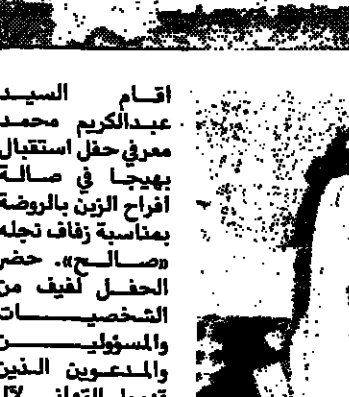 اقام السيد
عبدالكريم محمد
معرفي حفل استقبال
بهيجا في صالة
افراح الزين بالروضة
بمناسبة زفاف نجله
«صالح». حضر
الحفل لفيف من
الشخصيات
والمسؤولين
والمدعوين الذين